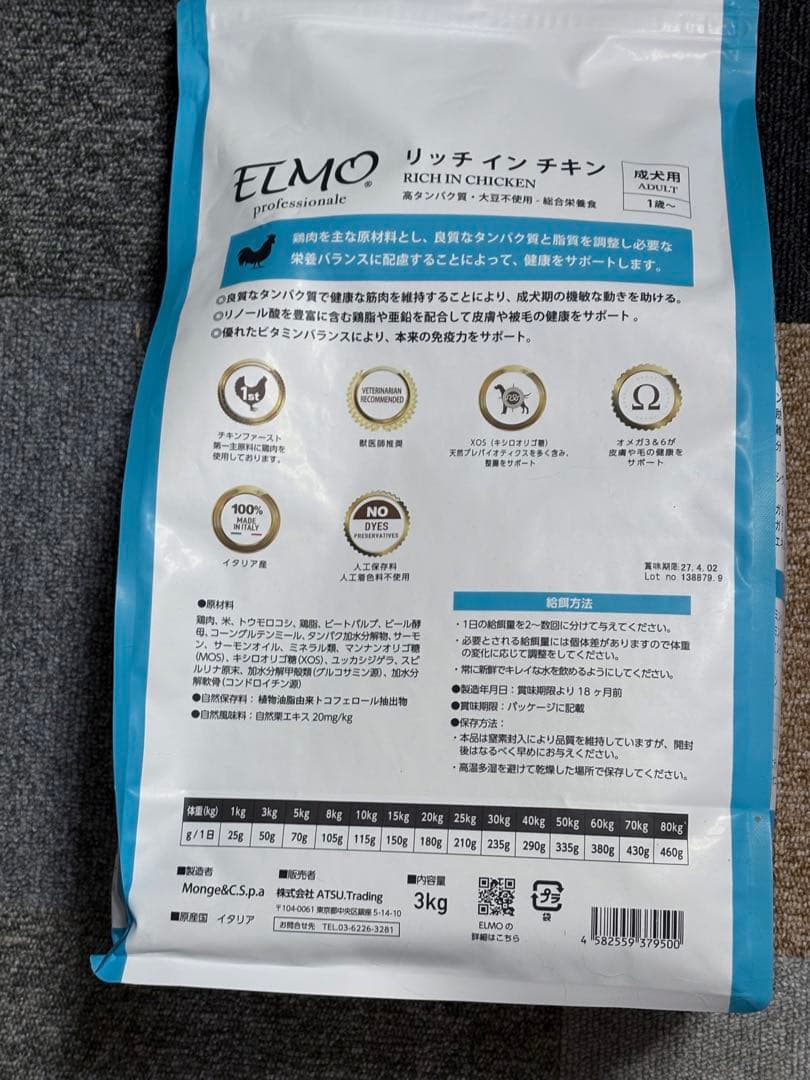 ELMO®
professionale
リッチ イン チキン
RICH IN CHICKEN
高タンパク質・大豆不使用 - 総合栄養食
成犬用
ADULT
1歳～
鶏肉を主な原材料とし、良質なタンパク質と脂質を調整し必要な
栄養バランスに配慮することによって、健康をサポートします。
◎良質なタンパク質で健康な筋肉を維持することにより、成犬期の機敏な動きを助ける。
◎リノール酸を豊富に含む鶏脂や亜鉛を配合して皮膚や被毛の健康をサポート。
◎優れたビタミンバランスにより、本来の免疫力をサポート。
1st
チキンファースト
第一主原料に鶏肉を
使用しております。
VETERINARIAN
RECOMMENDED
獣医師推奨
XOS
XOS（キシロオリゴ糖）
天然プレバイオティクスを多く含み、
整腸をサポート
Ω
オメガ3＆6が
皮膚や毛の健康を
サポート
100%
MADE
IN ITALY
イタリア産
NO
DYES
PRESERVATIVES
人工保存料
人工着色料不使用
賞味期限:27.4.02
Lot no 138879.9
●原材料
鶏肉、米、トウモロコシ、鶏脂、ビートパルプ、ビール酵
母、コーングルテンミール、タンパク加水分解物、サーモ
ン、サーモンオイル、ミネラル類、マンナンオリゴ糖
(MOS)、キシロオリゴ糖(XOS)、ユッカシジゲラ、スピ
ルリナ原末、加水分解甲殻類(グルコサミン源)、加水分
解軟骨(コンドロイチン源)
●自然保存料：植物油脂由来トコフェロール抽出物
●自然風味料：自然栗エキス 20mg/kg
給餌方法
・1日の給餌量を2～数回に分けて与えてください。
・必要とされる給餌量には個体差がありますので体重
の変化に応じて調整をしてください。
・常に新鮮でキレイな水を飲めるようにしてください。
●製造年月日：賞味期限より 18 ヶ月前
●賞味期限：パッケージに記載
●保存方法：
・本品は窒素封入により品質を維持していますが、開封
後はなるべく早めにお与えください。
・高温多湿を避けて乾燥した場所で保存してください。
体重(kg) 1kg 3kg 5kg 8kg 10kg 15kg 20kg 25kg 30kg 40kg 50kg 60kg 70kg 80kg
g/1日 25g 50g 70g 105g 115g 150g 180g 210g 235g 290g 335g 380g 430g 460g
■製造者
Monge&C.S.p.a
■原産国 イタリア
■販売者
株式会社 ATSU.Trading
〒104-0061 東京都中央区銀座 5-14-10
お問合せ先 TEL.03-6226-3281
■内容量
3kg
ELMO の
詳細はこちら
プラ
袋
4 582559 379500